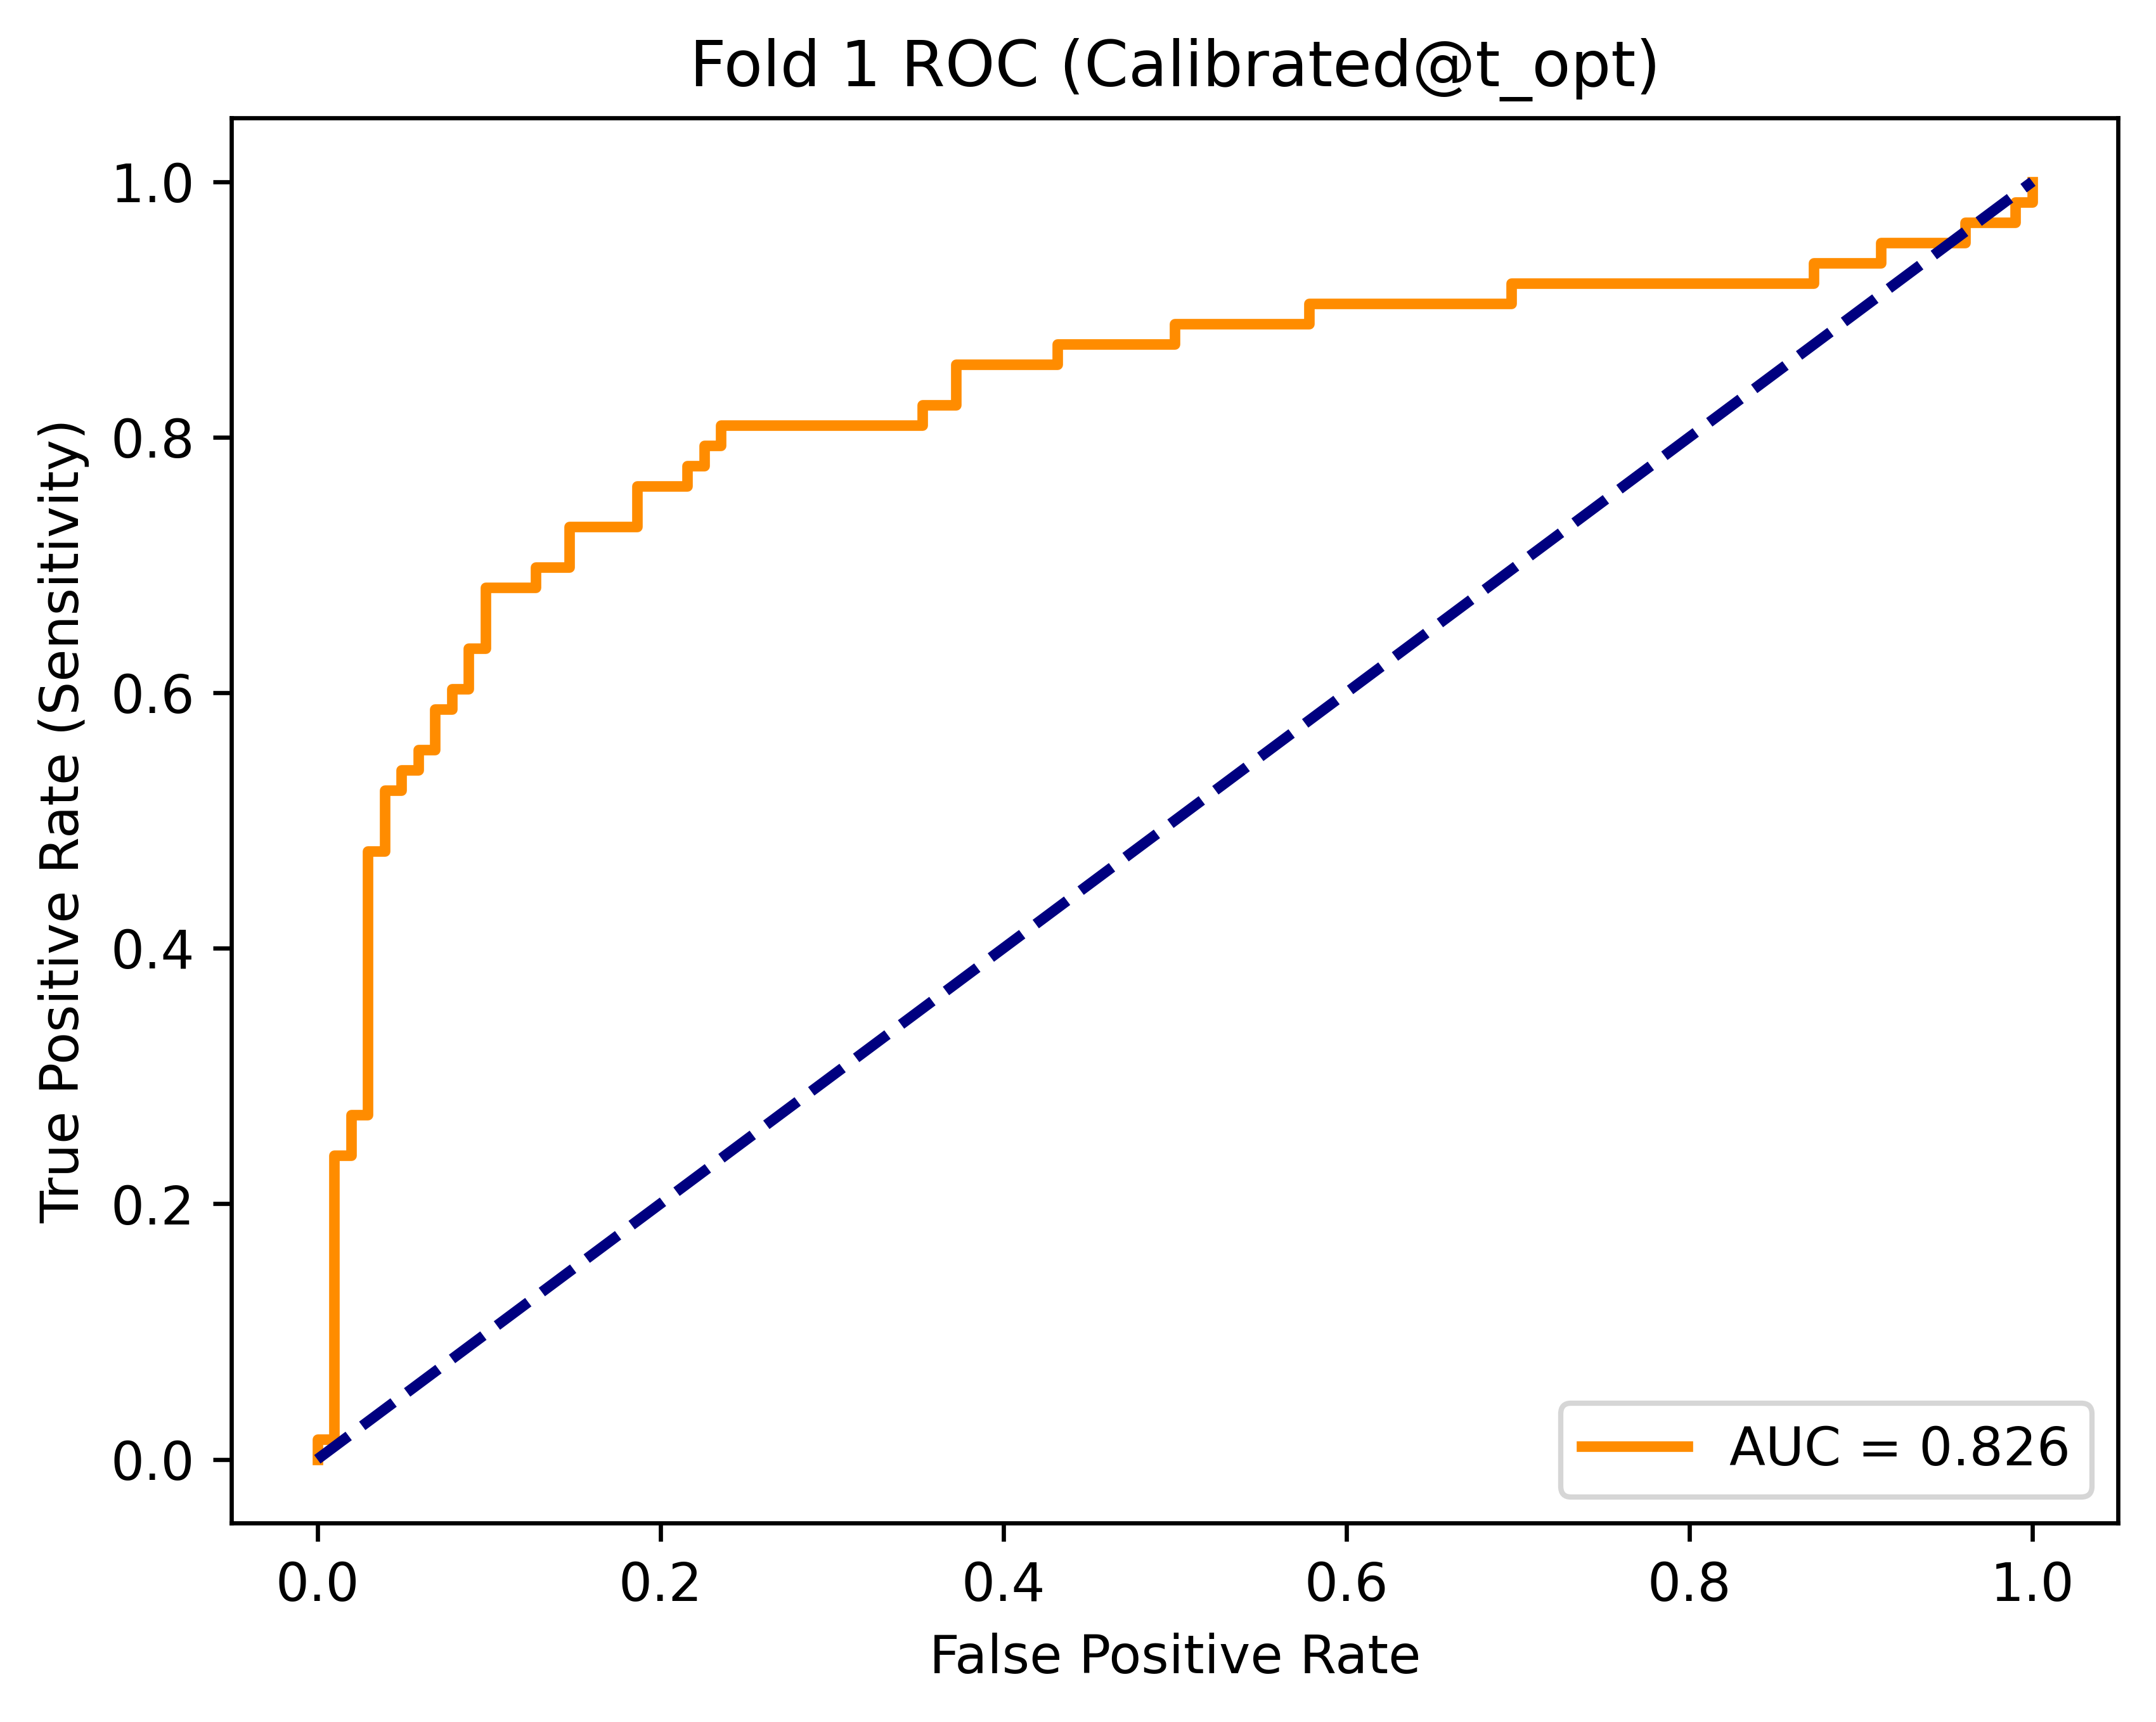 Fold 1 ROC (Calibrated@t_opt)
True Positive Rate (Sensitivity)
1.0
0.8
0.6
0.4
0.2
0.0
AUC = 0.826
0.0 0.2 0.4 0.6 0.8 1.0
False Positive Rate